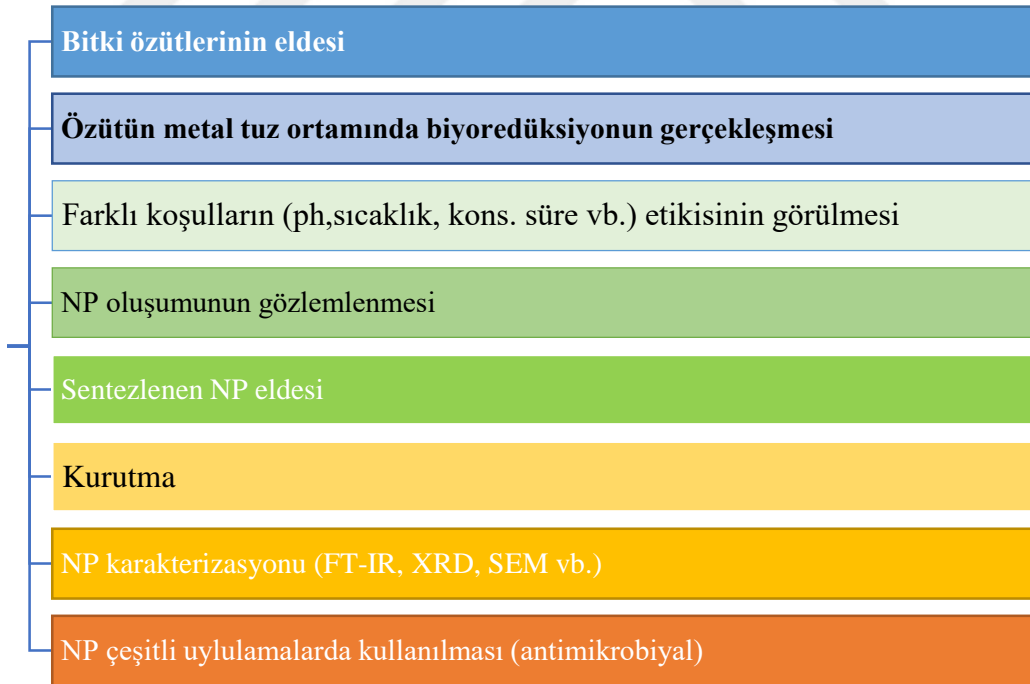 Bitki özütlerinin eldesi
Özütün metal tuz ortamında biyoredüksiyonun gerçekleşmesi
Farklı koşulların (ph,sıcaklık, kons. süre vb.) etikisinin görülmesi
NP oluşumunun gözlemlenmesi
Sentezlenen NP eldesi
Kurutma
NP karakterizasyonu (FT-IR, XRD, SEM vb.)
NP çeşitli uylulamalarda kullanılması (antimikrobiyal)